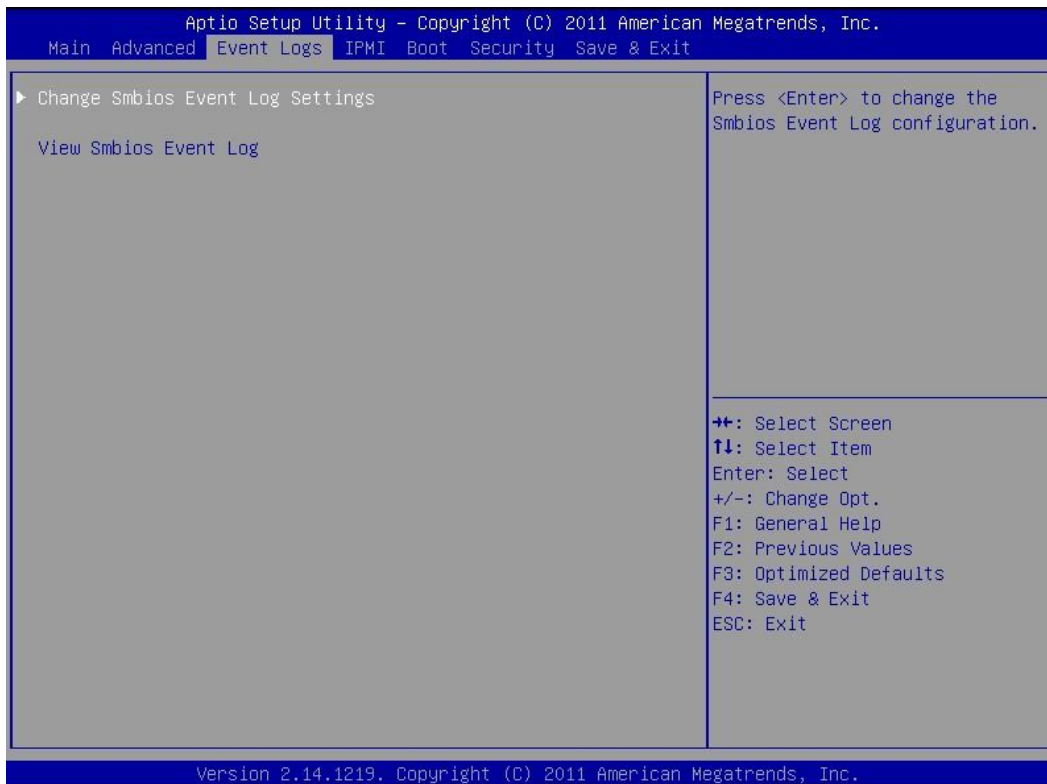 Aptio Setup Utility – Copyright (C) 2011 American Megatrends, Inc.
Main Advanced Event Logs IPMI Boot Security Save & Exit
▶ Change Smbios Event Log Settings
View Smbios Event Log
Press <Enter> to change the
Smbios Event Log configuration.
→←: Select Screen
↑↓: Select Item
Enter: Select
+/-: Change Opt.
F1: General Help
F2: Previous Values
F3: Optimized Defaults
F4: Save & Exit
ESC: Exit
Version 2.14.1219. Copyright (C) 2011 American Megatrends, Inc.